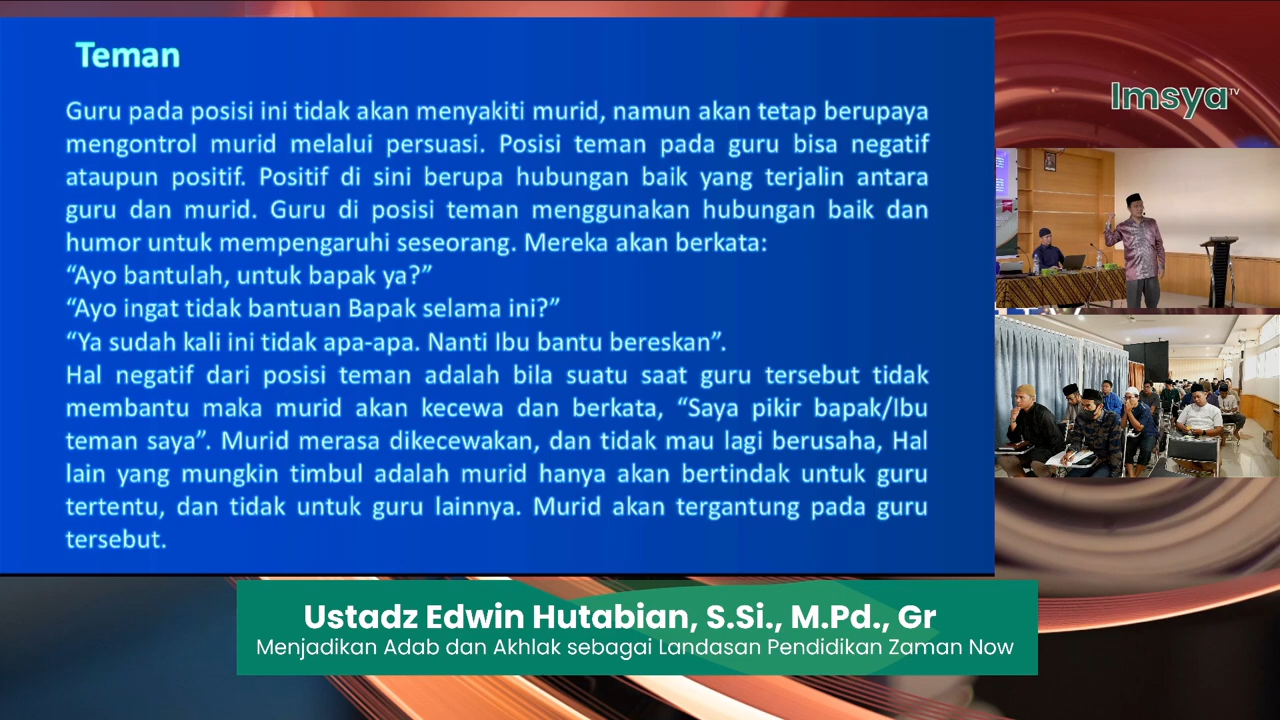 Teman
Guru pada posisi ini tidak akan menyakiti murid, namun akan tetap berupaya
mengontrol murid melalui persuasi. Posisi teman pada guru bisa negatif
ataupun positif. Positif di sini berupa hubungan baik yang terjalin antara
guru dan murid. Guru di posisi teman menggunakan hubungan baik dan
humor untuk mempengaruhi seseorang. Mereka akan berkata:
“Ayo bantulah, untuk bapak ya?”
“Ayo ingat tidak bantuan Bapak selama ini?”
“Ya sudah kali ini tidak apa-apa. Nanti Ibu bantu bereskan”.
Hal negatif dari posisi teman adalah bila suatu saat guru tersebut tidak
membantu maka murid akan kecewa dan berkata, “Saya pikir bapak/Ibu
teman saya”. Murid merasa dikecewakan, dan tidak mau lagi berusaha, Hal
lain yang mungkin timbul adalah murid hanya akan bertindak untuk guru
tertentu, dan tidak untuk guru lainnya. Murid akan tergantung pada guru
tersebut.
Imsya TV
Ustadz Edwin Hutabian, S.Si., M.Pd., Gr
Menjadikan Adab dan Akhlak sebagai Landasan Pendidikan Zaman Now